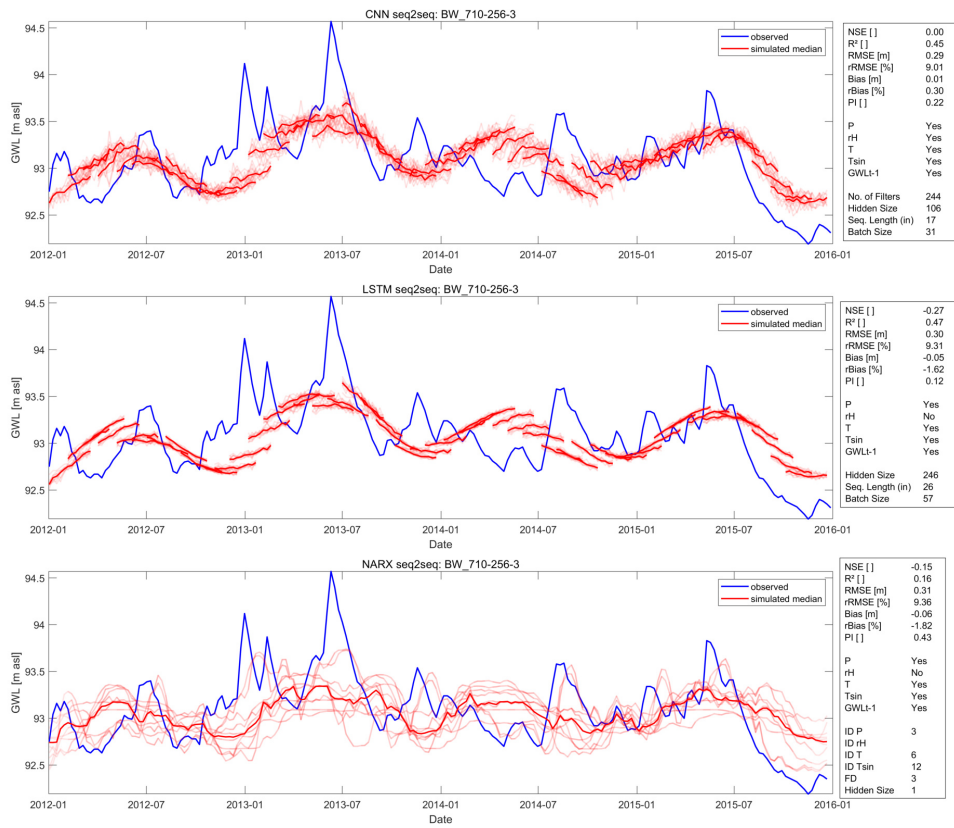 CNN seq2seq: BW_710-256-3
94.5
94
93.5
93
92.5
GWL [m asl]
observed
simulated median
2012-01 2012-07 2013-01 2013-07 2014-01 2014-07 2015-01 2015-07 2016-01
Date
NSE [ ] 0.00
R² [ ] 0.45
RMSE [m] 0.29
rRMSE [%] 9.01
Bias [m] 0.01
rBias [%] 0.30
PI [ ] 0.22
P Yes
rH Yes
T Yes
Tsin Yes
GWLt-1 Yes
No. of Filters 244
Hidden Size 106
Seq. Length (in) 17
Batch Size 31
LSTM seq2seq: BW_710-256-3
94.5
94
93.5
93
92.5
GWL [m asl]
observed
simulated median
2012-01 2012-07 2013-01 2013-07 2014-01 2014-07 2015-01 2015-07 2016-01
Date
NSE [ ] -0.27
R² [ ] 0.47
RMSE [m] 0.30
rRMSE [%] 9.31
Bias [m] -0.05
rBias [%] -1.62
PI [ ] 0.12
P Yes
rH No
T Yes
Tsin Yes
GWLt-1 Yes
Hidden Size 246
Seq. Length (in) 26
Batch Size 57
NARX seq2seq: BW_710-256-3
94.5
94
93.5
93
92.5
GWL [m asl]
observed
simulated median
2012-01 2012-07 2013-01 2013-07 2014-01 2014-07 2015-01 2015-07 2016-01
Date
NSE [ ] -0.15
R² [ ] 0.16
RMSE [m] 0.31
rRMSE [%] 9.36
Bias [m] -0.06
rBias [%] -1.82
PI [ ] 0.43
P Yes
rH No
T Yes
Tsin Yes
GWLt-1 Yes
ID P 3
ID rH
ID T 6
ID Tsin 12
FD 3
Hidden Size 1